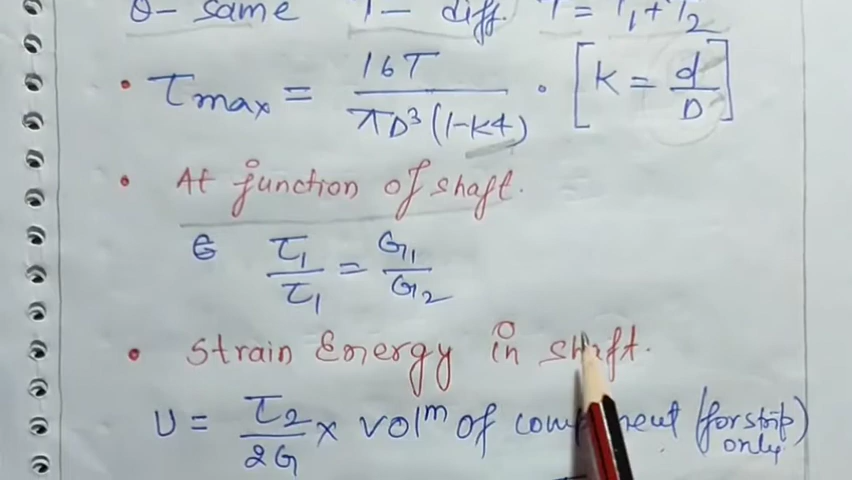 θ- same T- diff. T = T₁ + T₂
• τmax = 16T / πD³(1-K4) · [K = d/D]
• At function of shaft.
G τ₁/τ₁ = G₁/G₂
• Strain Energy in shaft.
U = τ₂/2G × volᵐ of component (for strip only)